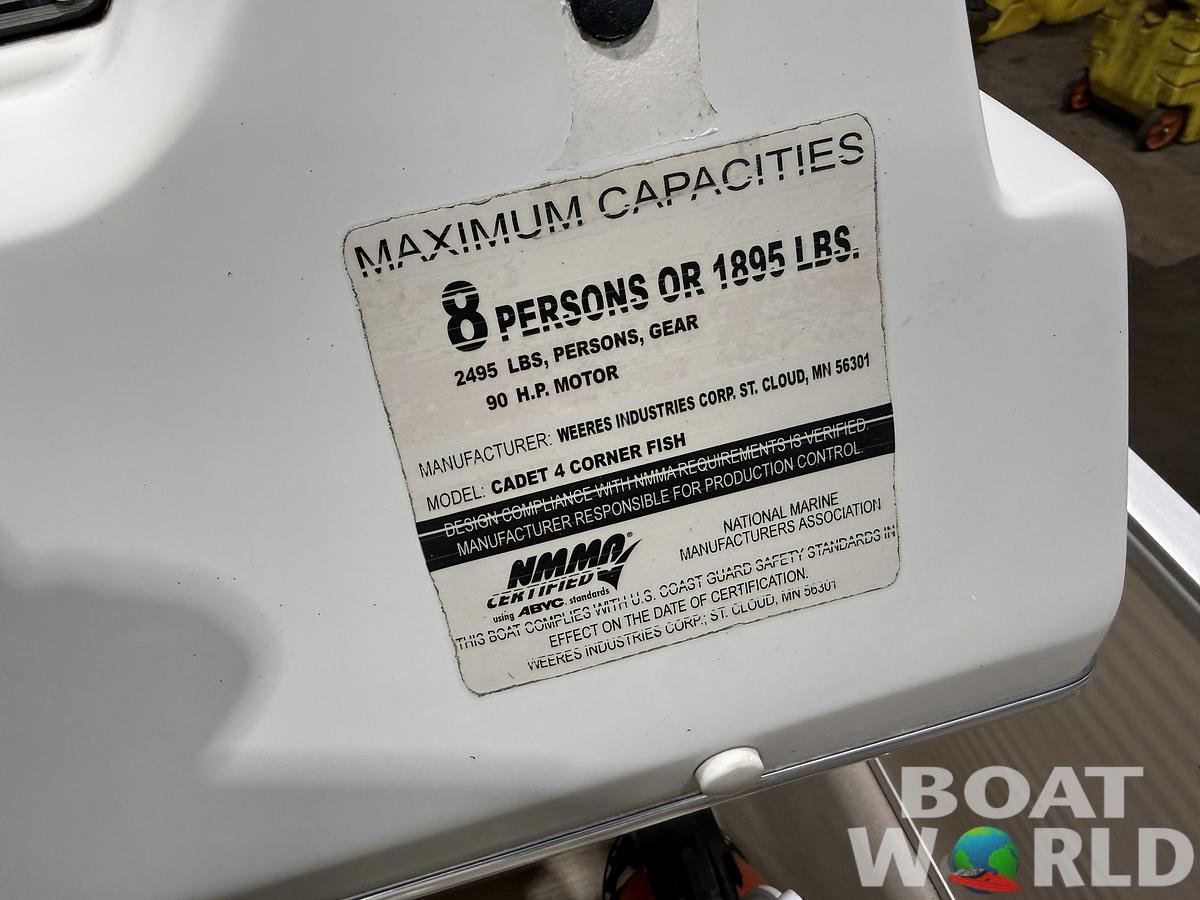 MAXIMUM CAPACITIES
8 PERSONS OR 1895 LBS.
2495 LBS, PERSONS, GEAR
90 H.P. MOTOR
MANUFACTURER: WEERES INDUSTRIES CORP. ST. CLOUD, MN 56301
MODEL: CADET 4 CORNER FISH
DESIGN COMPLIANCE WITH NMMA REQUIREMENTS IS VERIFIED.
MANUFACTURER RESPONSIBLE FOR PRODUCTION CONTROL.
NMMA®
CERTIFIED
using ABYC standards
NATIONAL MARINE
MANUFACTURERS ASSOCIATION
THIS BOAT COMPLIES WITH U.S. COAST GUARD SAFETY STANDARDS IN
EFFECT ON THE DATE OF CERTIFICATION.
WEERES INDUSTRIES CORP.; ST. CLOUD, MN 56301
BOAT
WORLD